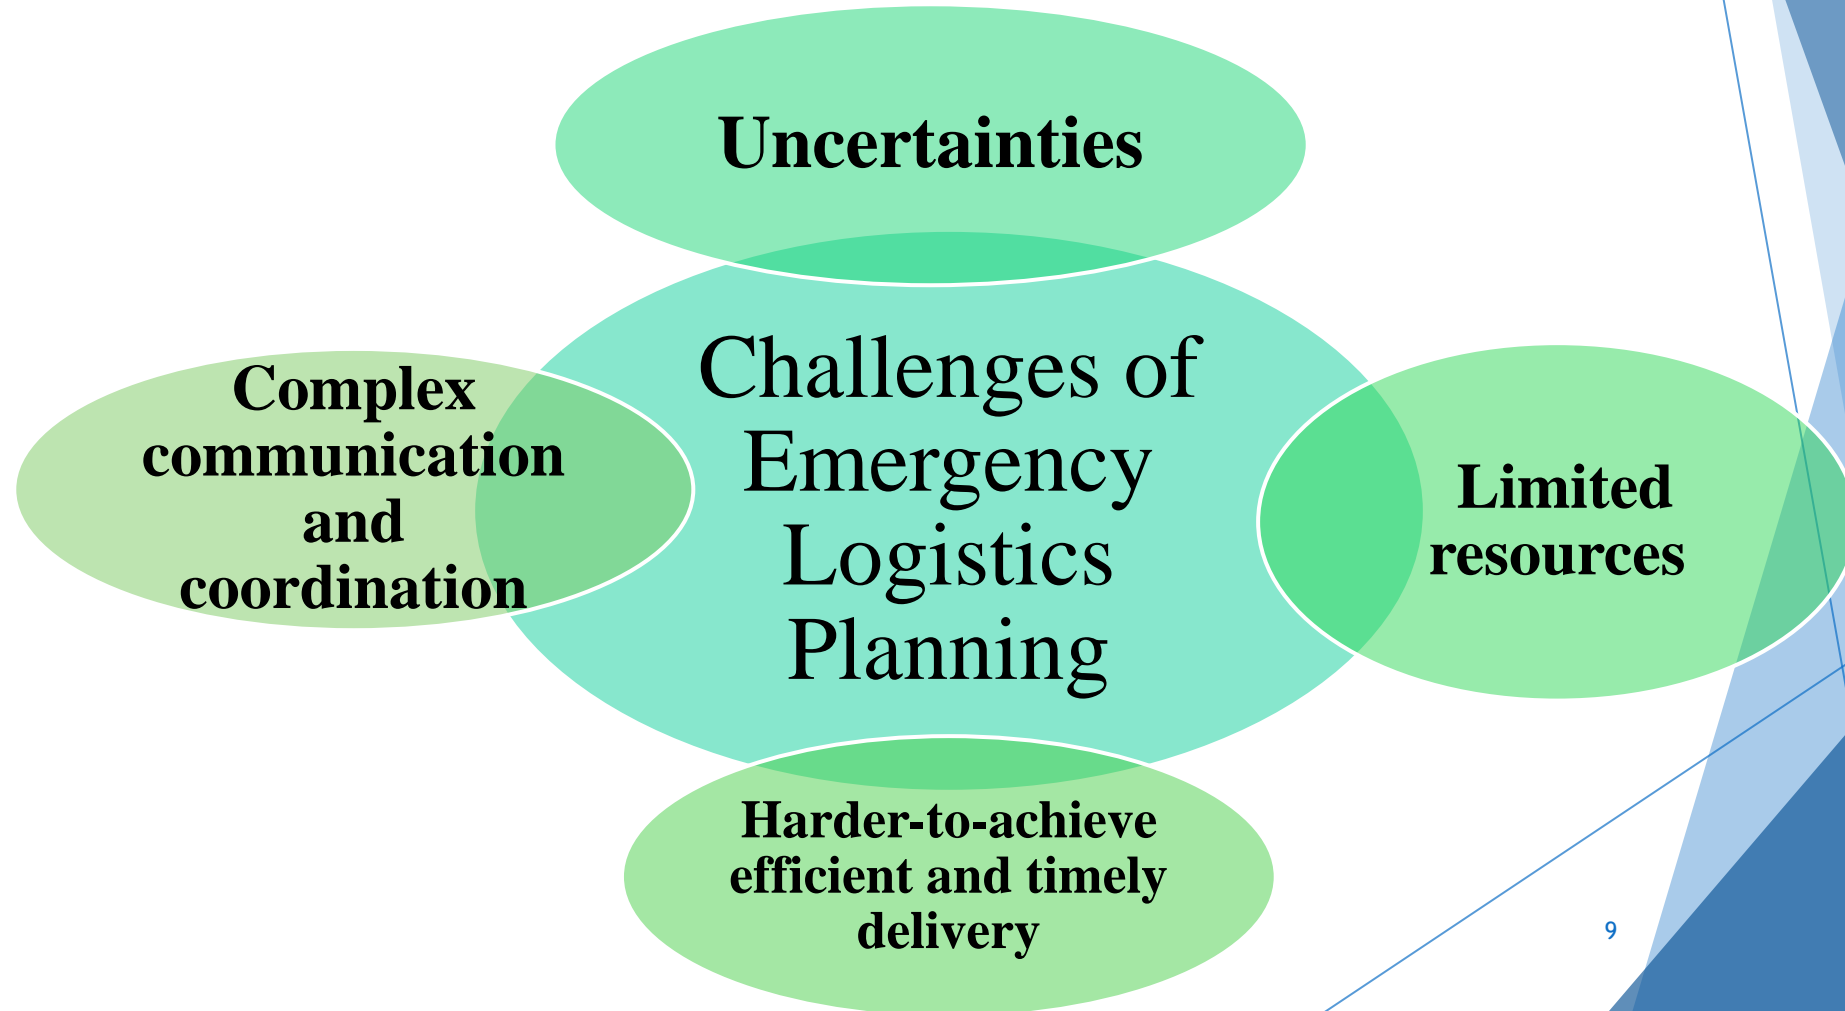 Uncertainties
Challenges of
Emergency
Logistics
Planning
Complex
communication
and
coordination
Limited
resources
Harder-to-achieve
efficient and timely
delivery
9